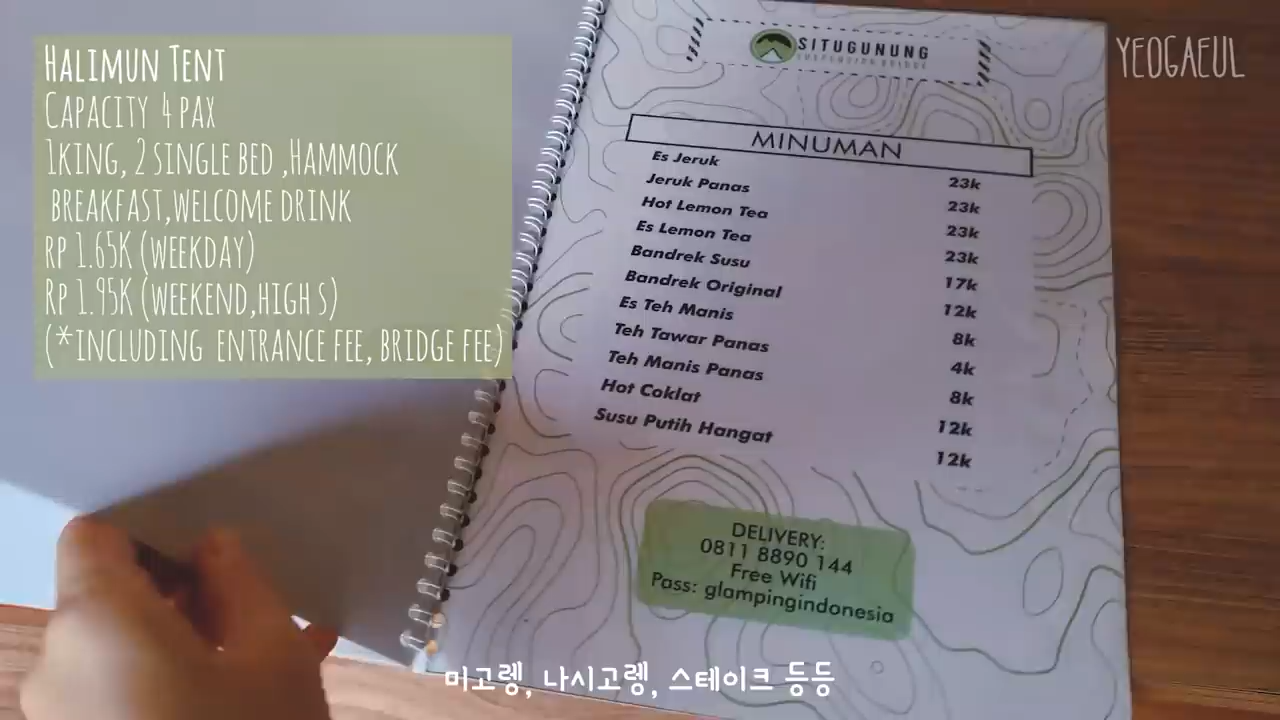 HALIMUN TENT
CAPACITY 4 PAX
1KING, 2 SINGLE BED ,HAMMOCK
BREAKFAST,WELCOME DRINK
RP 1.65K (WEEKDAY)
RP 1.95K (WEEKEND,HIGH S)
(*INCLUDING ENTRANCE FEE, BRIDGE FEE)
YEOGAEUL
SITUGUNUNG
SUSPENSION BRIDGE
MINUMAN
Es Jeruk 23k
Jeruk Panas 23k
Hot Lemon Tea 23k
Es Lemon Tea 23k
Bandrek Susu 17k
Bandrek Original 12k
Es Teh Manis 8k
Teh Tawar Panas 4k
Teh Manis Panas 8k
Hot Coklat 12k
Susu Putih Hangat 12k
DELIVERY:
0811 8890 144
Free Wifi
Pass: glampingindonesia
미고렝, 나시고렝, 스테이크 등등